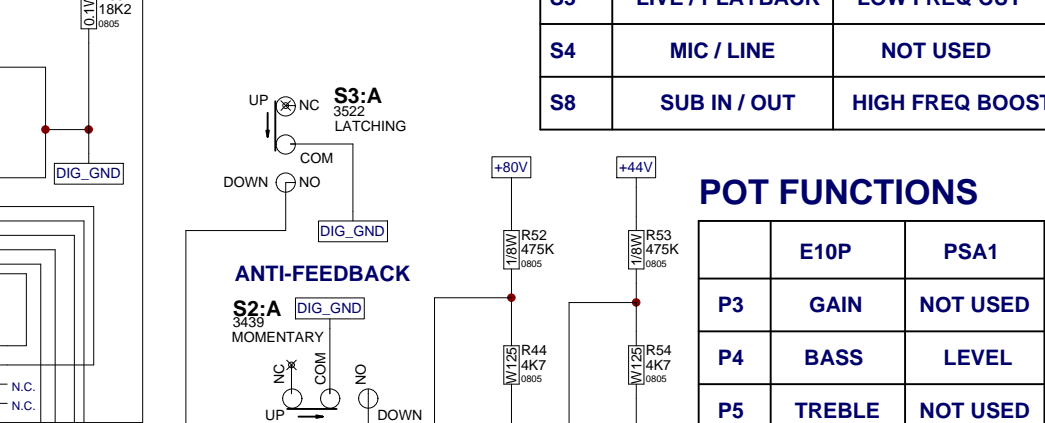 0.1W
18K2
0805
DIG_GND
N.C.
N.C.
UP
NC
S3:A
3522
LATCHING
COM
DOWN
NO
DIG_GND
ANTI-FEEDBACK
S2:A
DIG_GND
3439
MOMENTARY
NC
COM
NO
UP
DOWN
+80V
1/8W
R52
475K
0805
W125
R44
4K7
0805
+44V
1/8W
R53
475K
0805
W125
R54
4K7
0805
S3 LIVE / PLAYBACK LOW FREQ CUT
S4 MIC / LINE NOT USED
S8 SUB IN / OUT HIGH FREQ BOOST
POT FUNCTIONS
E10P PSA1
P3 GAIN NOT USED
P4 BASS LEVEL
P5 TREBLE NOT USED